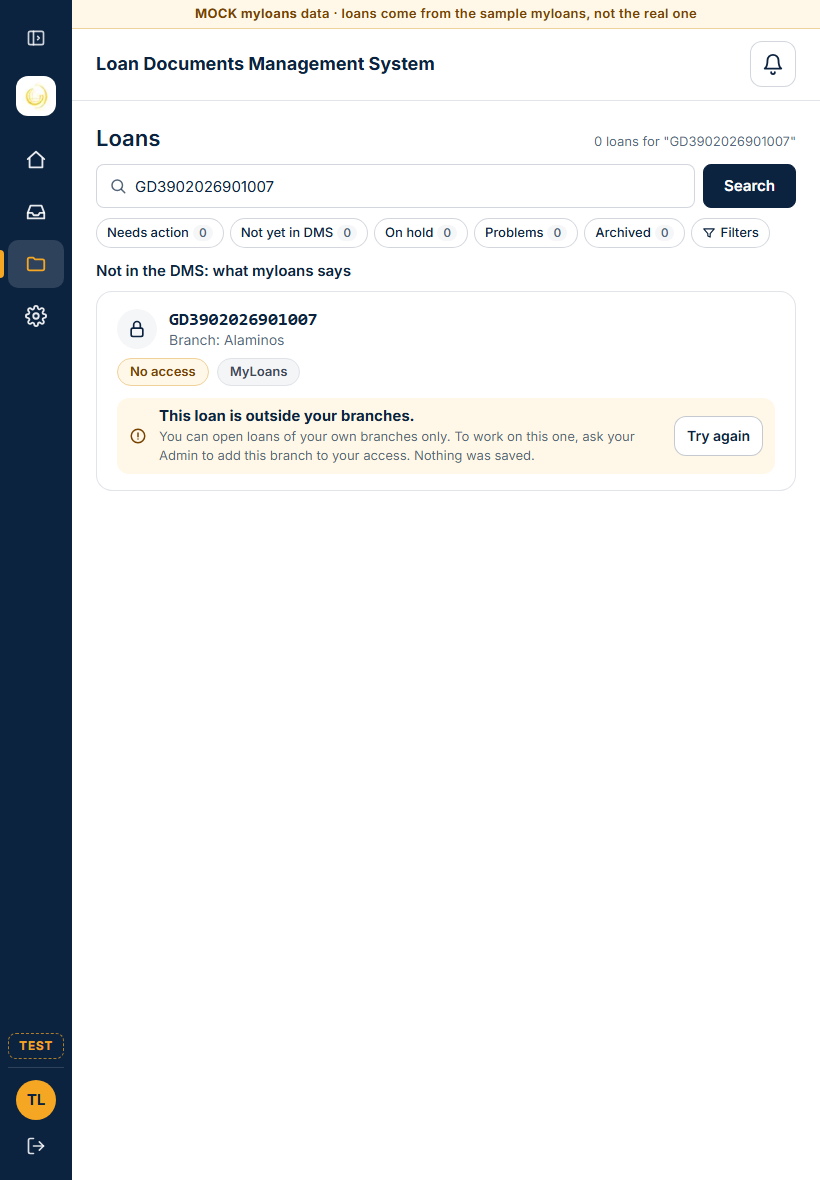 MOCK myloans data · loans come from the sample myloans, not the real one
Loan Documents Management System
Loans
0 loans for "GD3902026901007"
GD3902026901007
Search
Needs action 0
Not yet in DMS 0
On hold 0
Problems 0
Archived 0
Filters
Not in the DMS: what myloans says
GD3902026901007
Branch: Alaminos
No access
MyLoans
This loan is outside your branches.
You can open loans of your own branches only. To work on this one, ask your
Admin to add this branch to your access. Nothing was saved.
Try again
TEST
TL